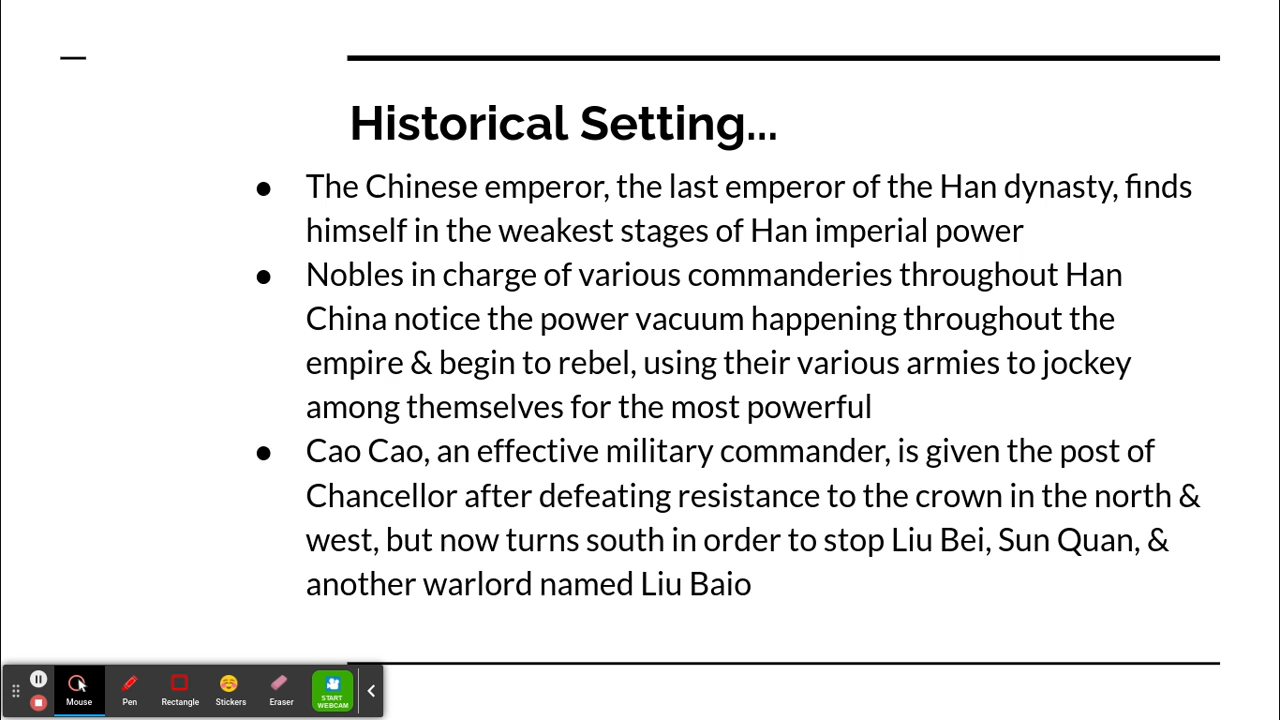 Historical Setting...
● The Chinese emperor, the last emperor of the Han dynasty, finds
himself in the weakest stages of Han imperial power
● Nobles in charge of various commanderies throughout Han
China notice the power vacuum happening throughout the
empire & begin to rebel, using their various armies to jockey
among themselves for the most powerful
● Cao Cao, an effective military commander, is given the post of
Chancellor after defeating resistance to the crown in the north &
west, but now turns south in order to stop Liu Bei, Sun Quan, &
another warlord named Liu Baio
Mouse Pen Rectangle Stickers Eraser START
WEBCAM